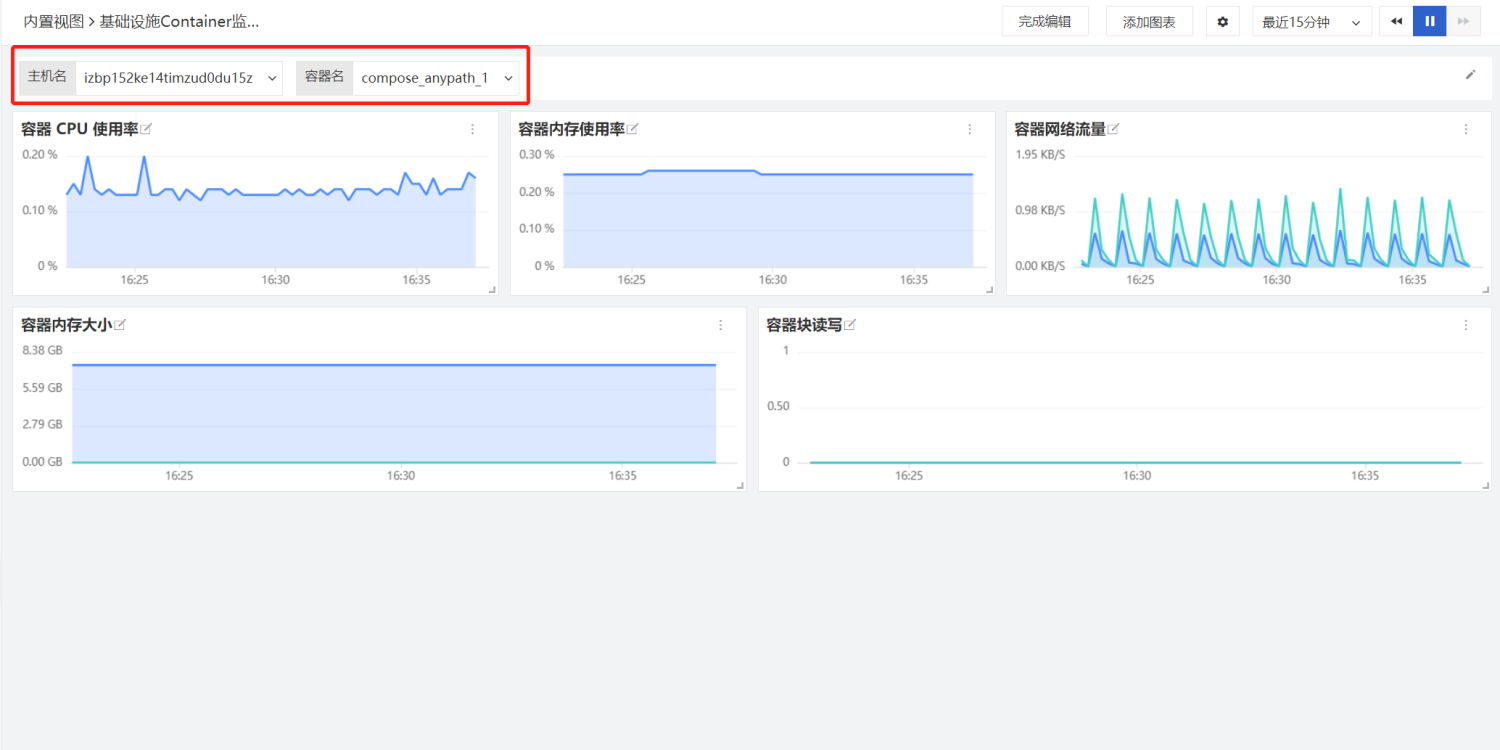 内置视图 > 基础设施Container监...
完成编辑
添加图表
最近15分钟
主机名 izbp152ke14timzud0du15z
容器名 compose_anypath_1
容器 CPU 使用率
0.20 %
0.10 %
0 %
16:25 16:30 16:35
容器内存使用率
0.30 %
0.20 %
0.10 %
0 %
16:25 16:30 16:35
容器网络流量
1.95 KB/S
0.98 KB/S
0.00 KB/S
16:25 16:30 16:35
容器内存大小
8.38 GB
5.59 GB
2.79 GB
0.00 GB
16:25 16:30 16:35
容器块读写
1
0.50
0
16:25 16:30 16:35